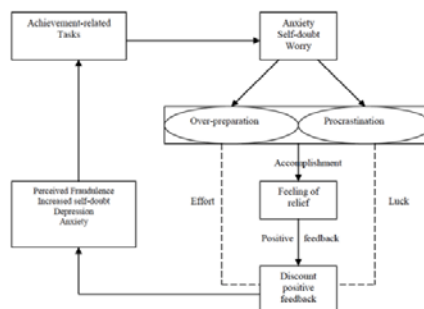 Achievement-related
Tasks
Anxiety
Self-doubt
Worry
Over-preparation
Procrastination
Accomplishment
Perceived Fraudulence
Increased self-doubt
Depression
Anxiety
Effort
Feeling of
relief
Luck
Positive feedback
Discount
positive
feedback